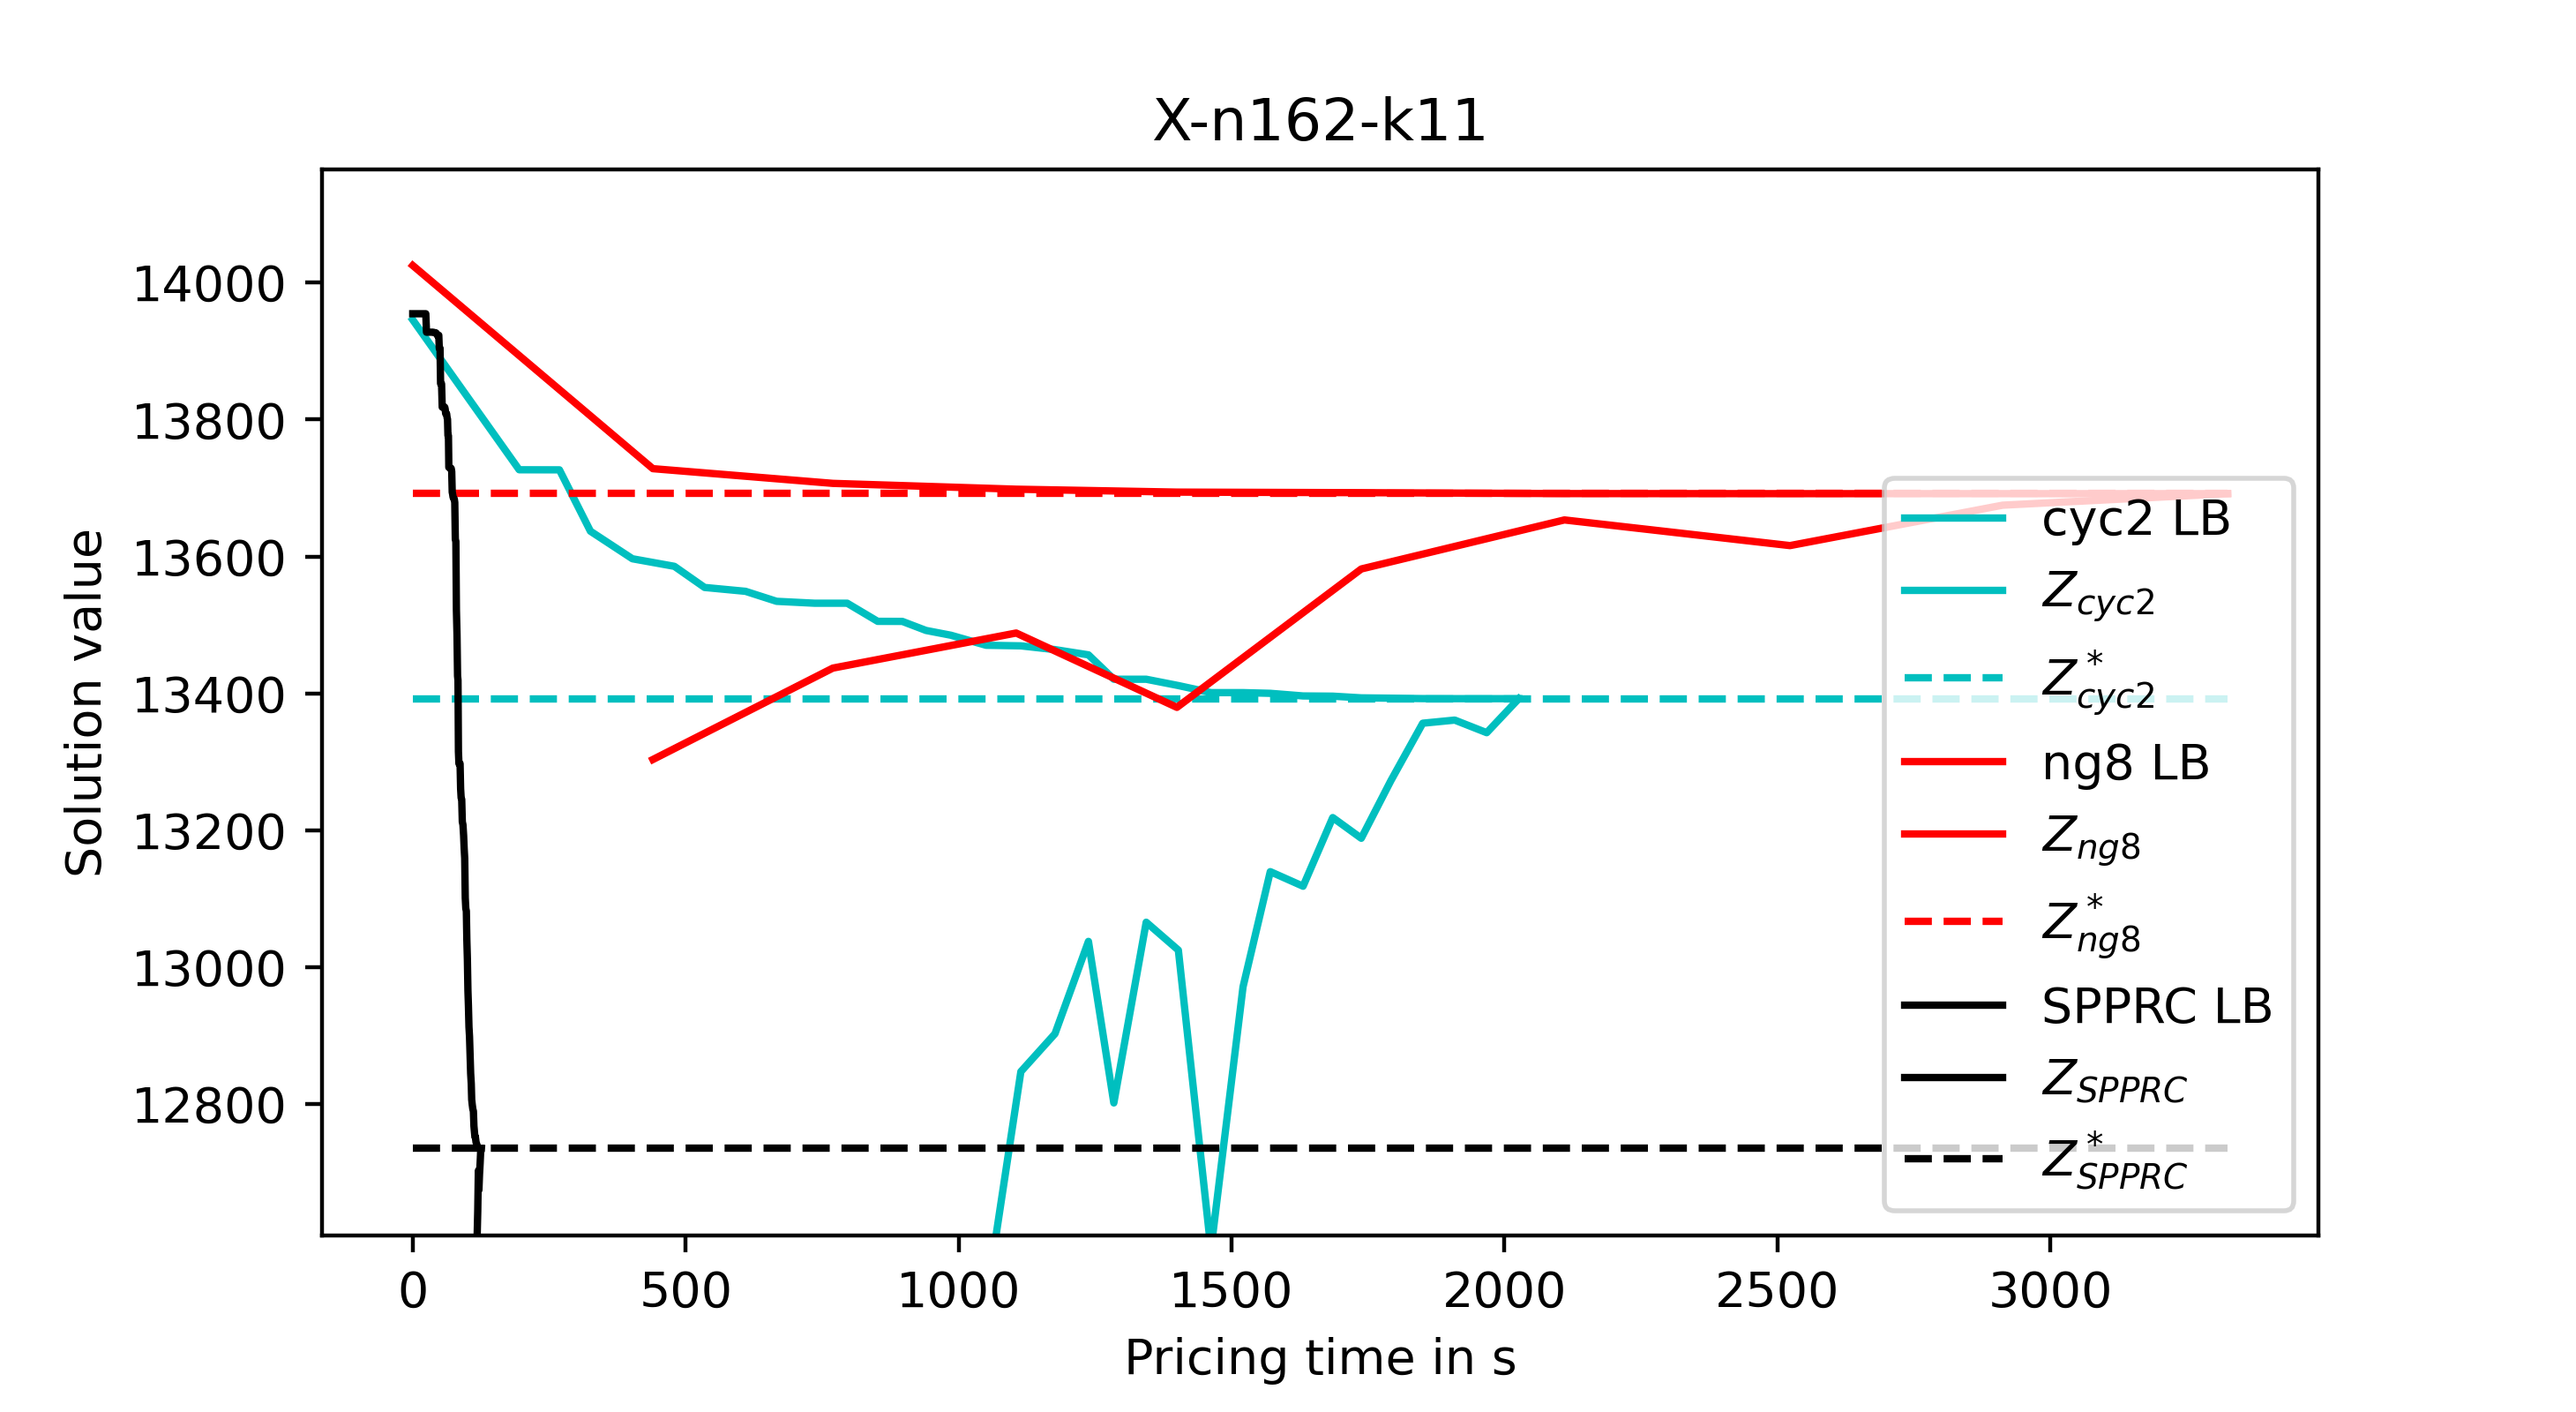 X-n162-k11
14000
13800
13600
13400
13200
13000
12800
Solution value
0 500 1000 1500 2000 2500 3000
Pricing time in s
cyc2 LB
Z_cyc2
Z*_cyc2
ng8 LB
Z_ng8
Z*_ng8
SPPRC LB
Z_SPPRC
Z*_SPPRC